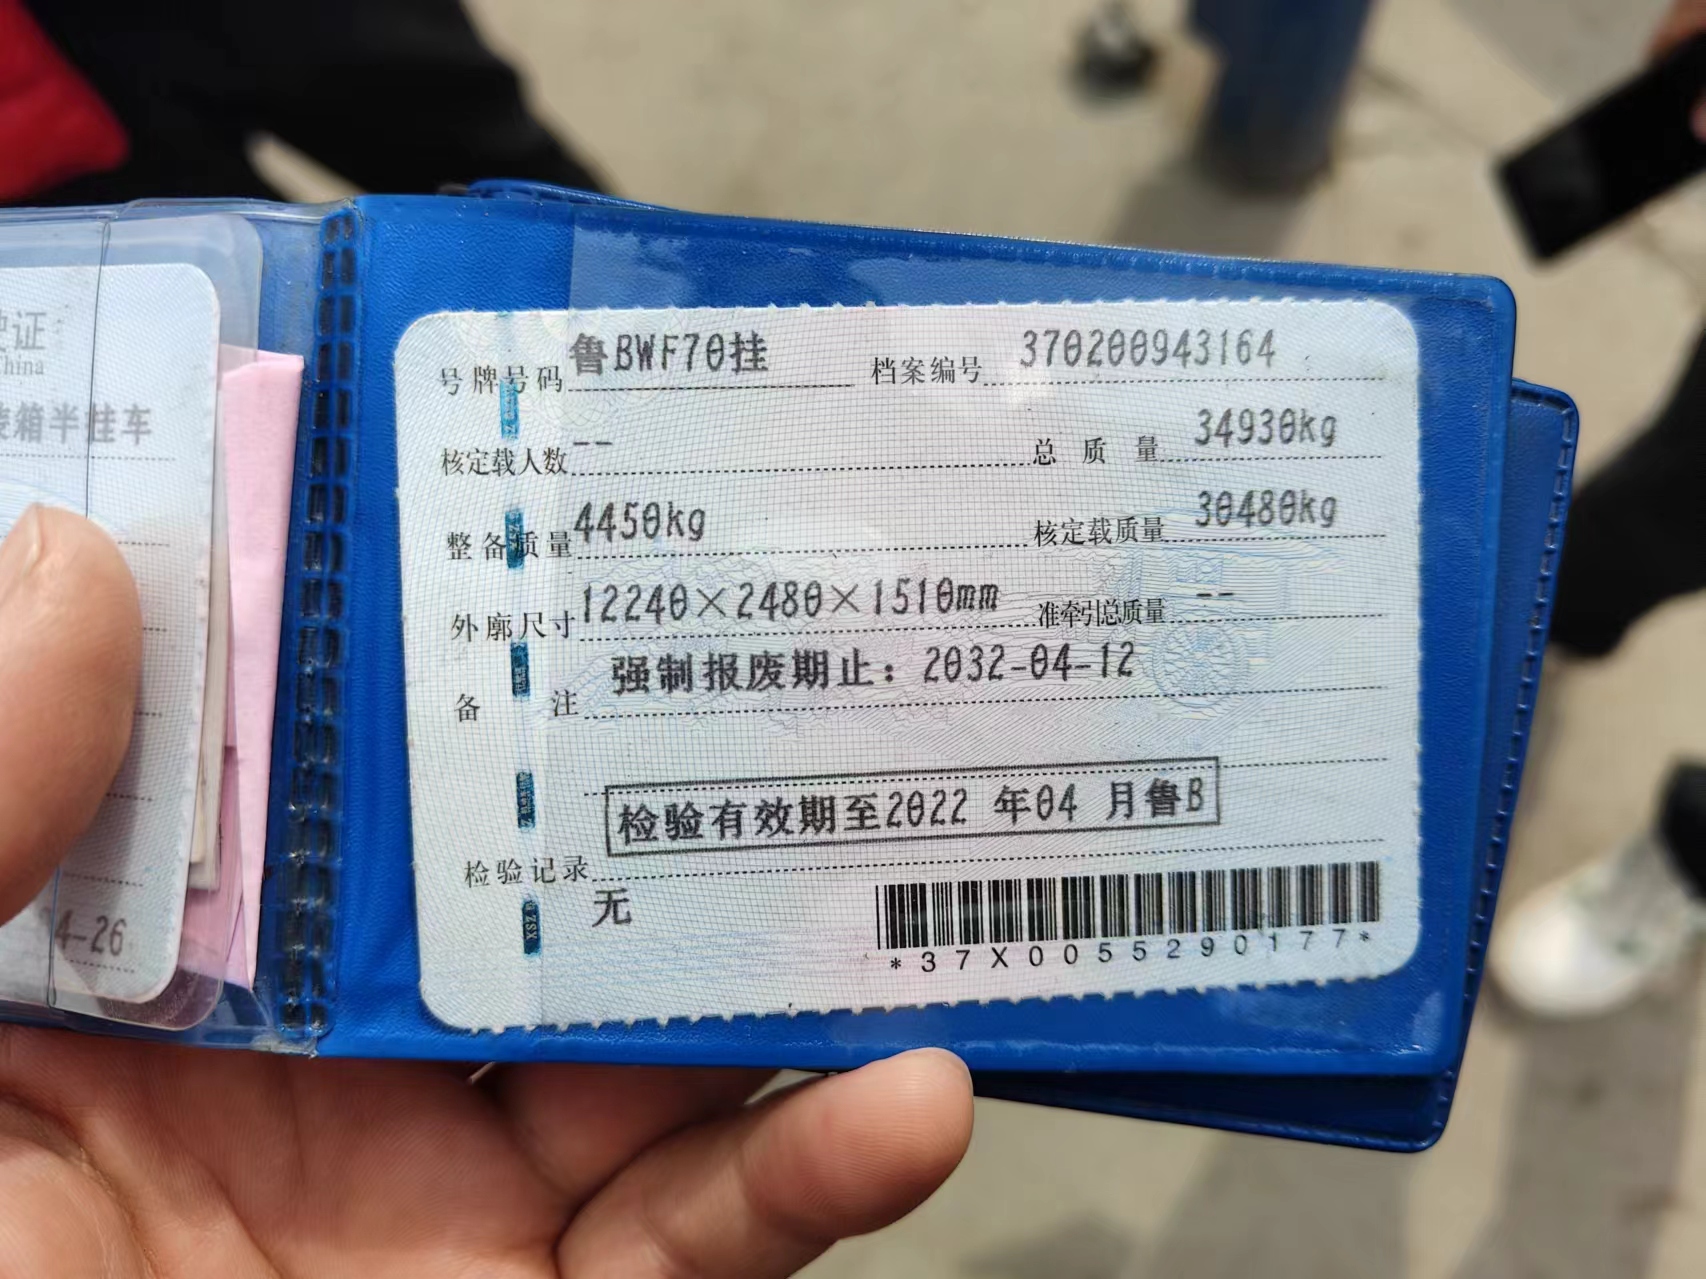 证
China
箱半挂车
4-26
号牌号码 鲁BWF70挂 档案编号 370200943164
核定载人数 -- 总质量 34930kg
整备质量 4450kg 核定载质量 30480kg
外廓尺寸 12240×2480×1510mm 准牵引总质量 --
备注 强制报废期止：2032-04-12
检验有效期至2022 年04 月鲁B
检验记录
无
XSZ
*37X0055290177*